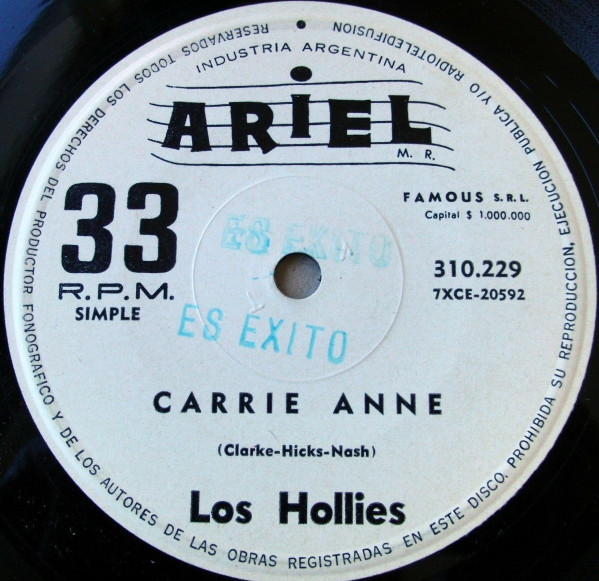 RESERVADOS TODOS LOS DERECHOS DEL PRODUCTOR FONOGRAFICO Y DE LOS AUTORES DE LAS OBRAS REGISTRADAS EN ESTE DISCO. PROHIBIDA SU REPRODUCCION, EJECUCION PUBLICA Y/O RADIOTELEDIFUSION
INDUSTRIA ARGENTINA
ARiEL
M. R.
33
R.P.M.
SIMPLE
FAMOUS S.R.L.
Capital $ 1.000.000
310.229
7XCE-20592
ES EXITO
ES EXITO
CARRIE ANNE
(Clarke-Hicks-Nash)
Los Hollies